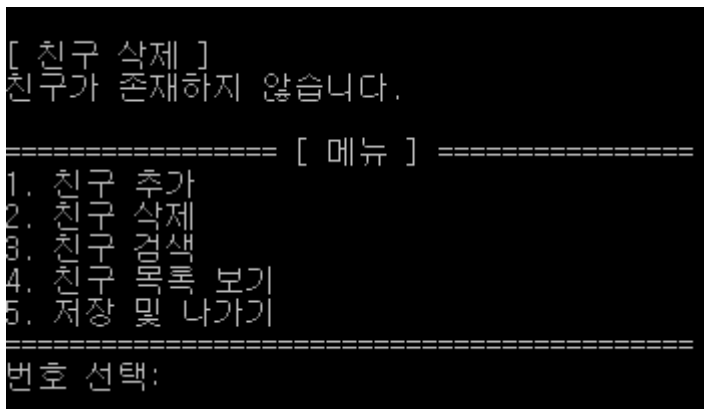 [ 친구 삭제 ]
친구가 존재하지 않습니다.
================ [ 메뉴 ] ===============
1. 친구 추가
2. 친구 삭제
3. 친구 검색
4. 친구 목록 보기
5. 저장 및 나가기
========================================
번호 선택: